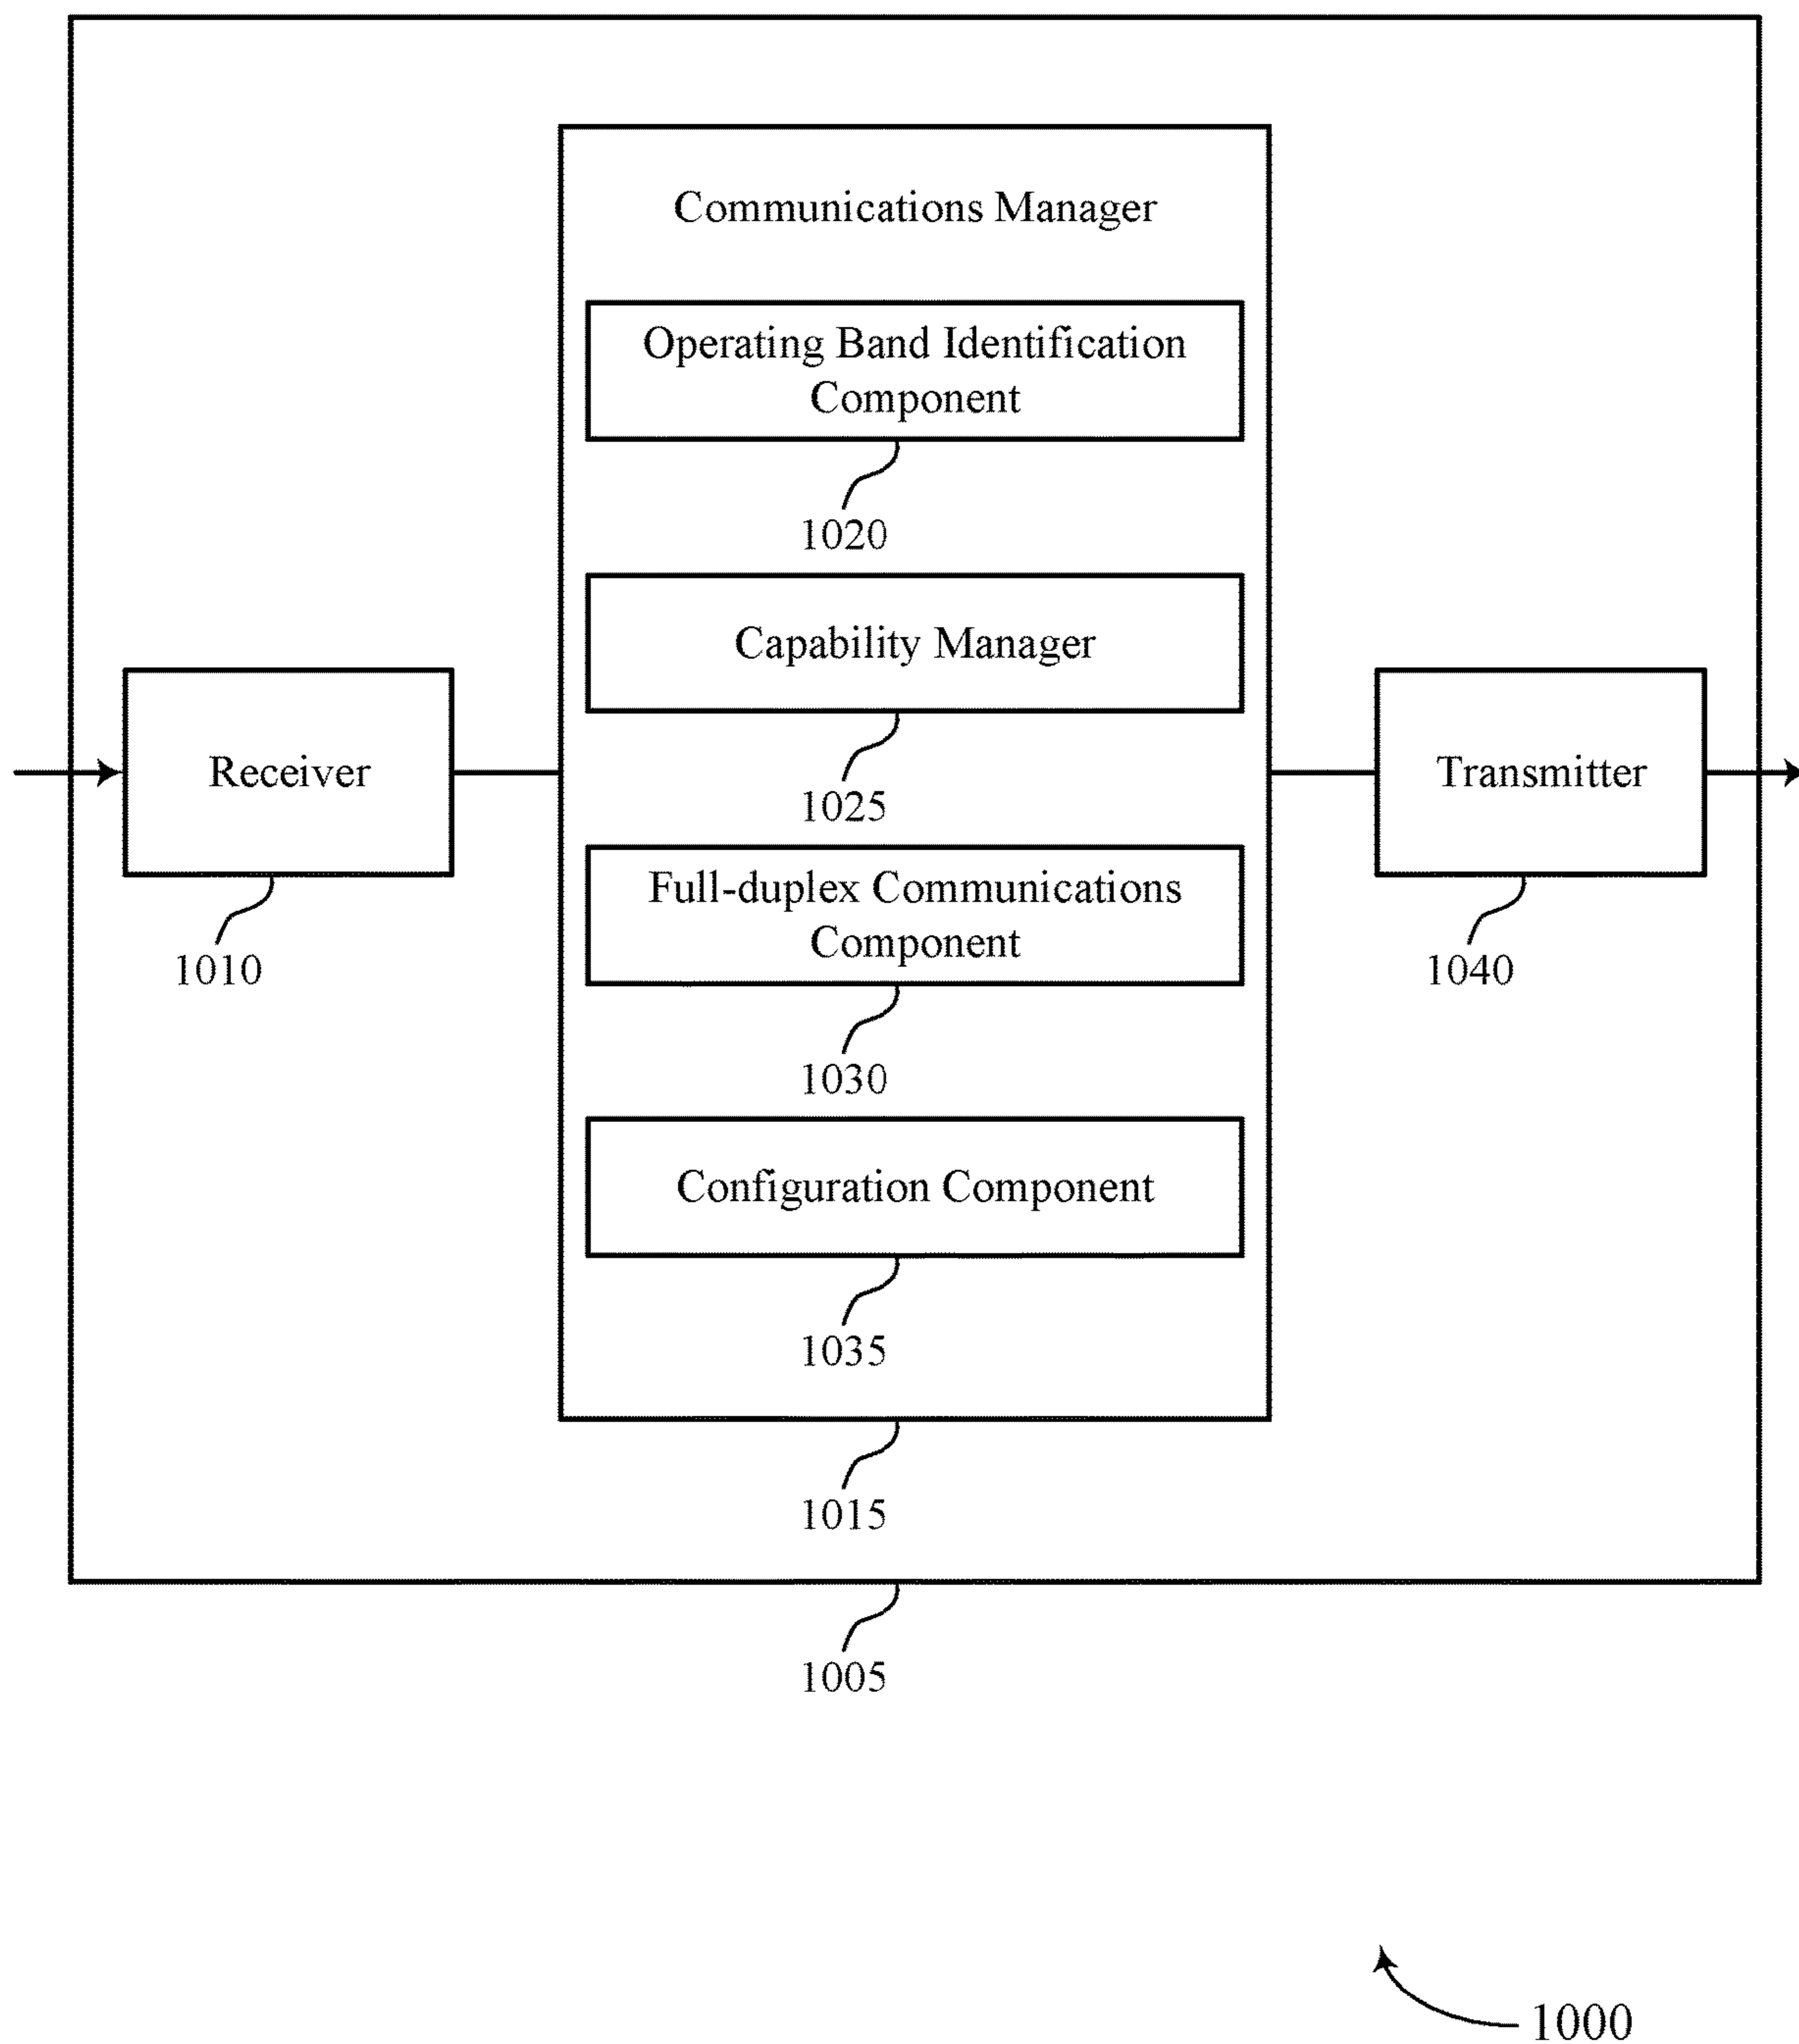 Communications Manager
Operating Band Identification
Component
1020
Capability Manager
1025
Receiver
1010
Transmitter
1040
Full-duplex Communications
Component
1030
Configuration Component
1035
1015
1005
1000